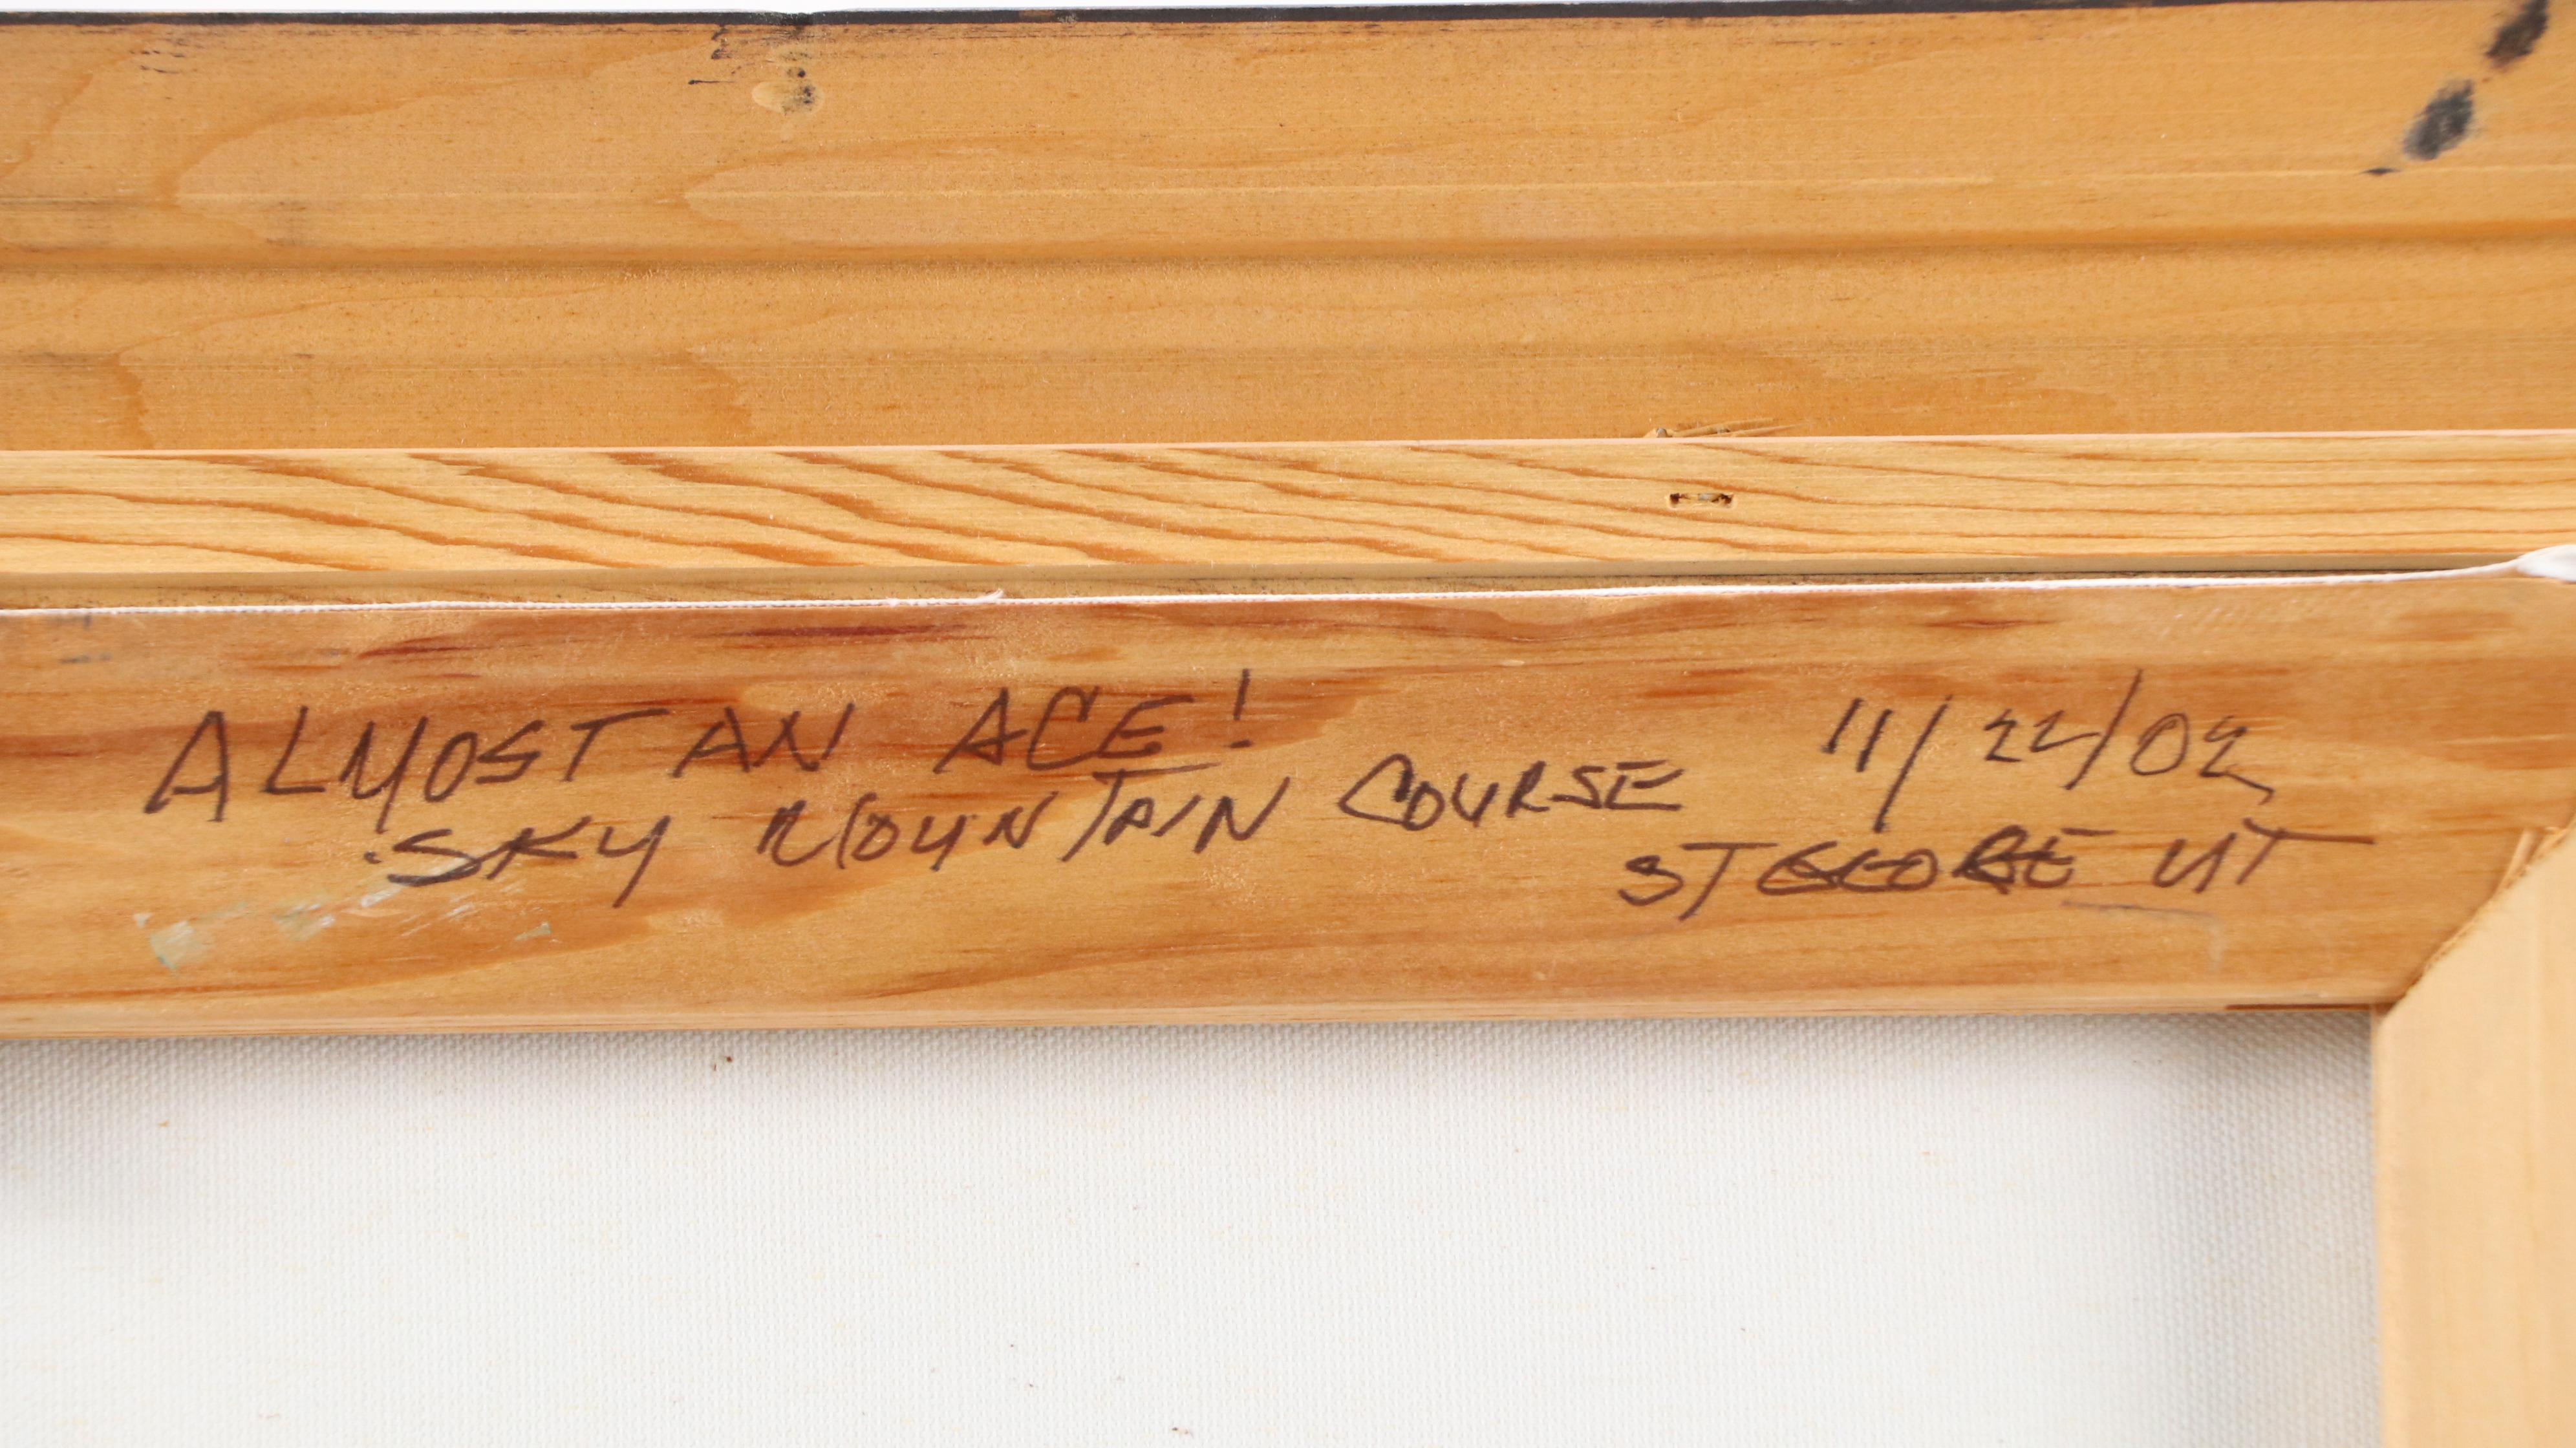 ALMOST AN ACE! 11/22/02
SKY MOUNTAIN COURSE
ST GEORGE UT